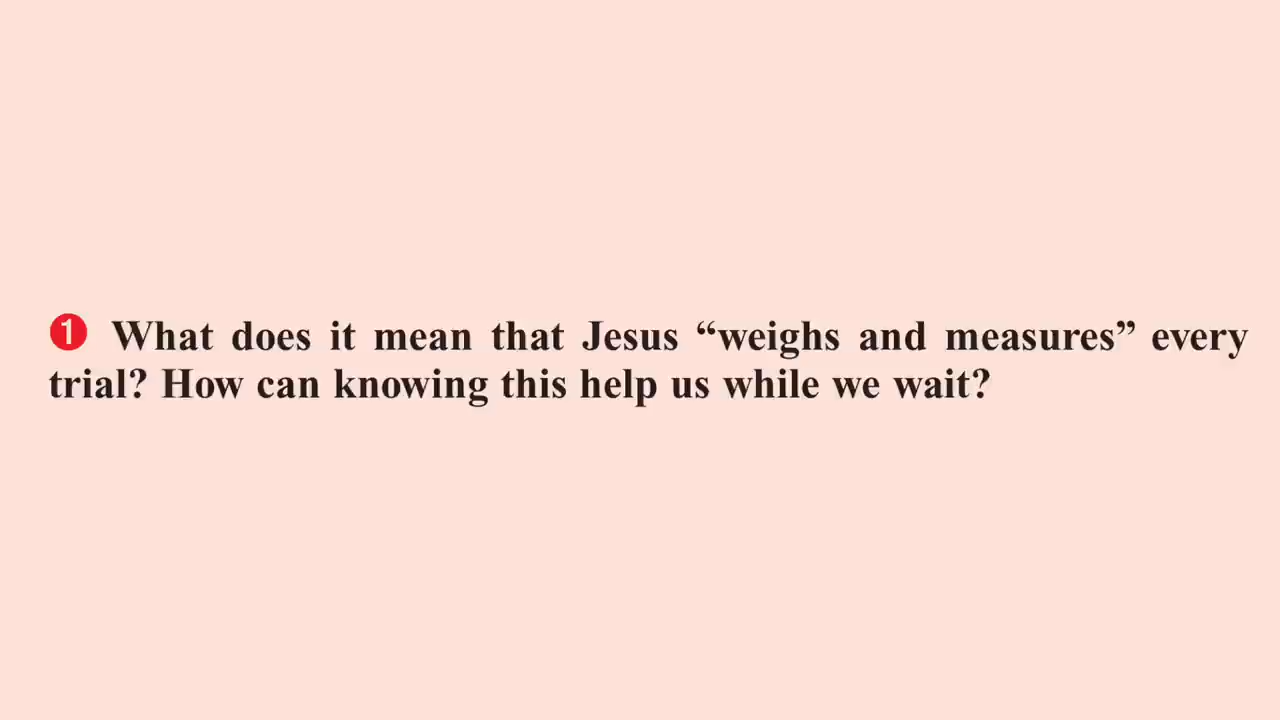 ❶ What does it mean that Jesus “weighs and measures” every
trial? How can knowing this help us while we wait?